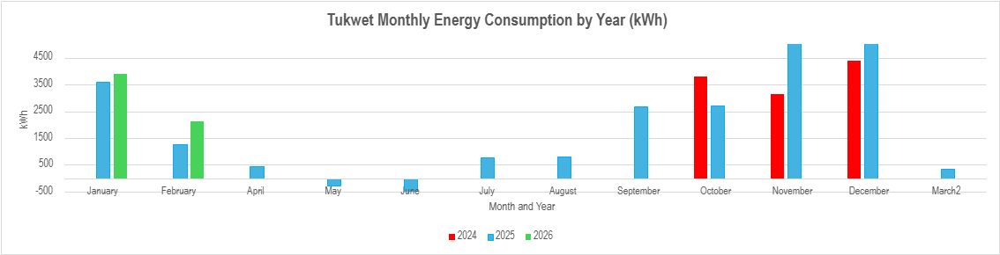 Tukwet Monthly Energy Consumption by Year (kWh)
4500
3500
2500
1500
500
-500
kWh
January February April May June July August September October November December March2
Month and Year
2024 2025 2026